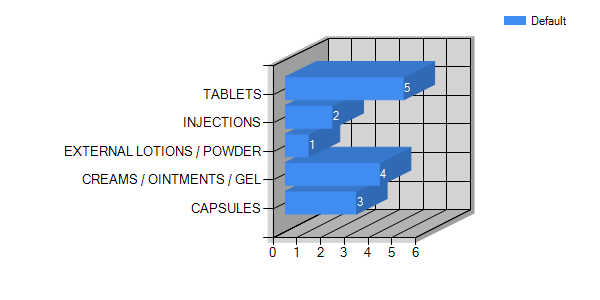 Default
TABLETS
5
INJECTIONS
2
EXTERNAL LOTIONS / POWDER
1
CREAMS / OINTMENTS / GEL
4
CAPSULES
3
0 1 2 3 4 5 6